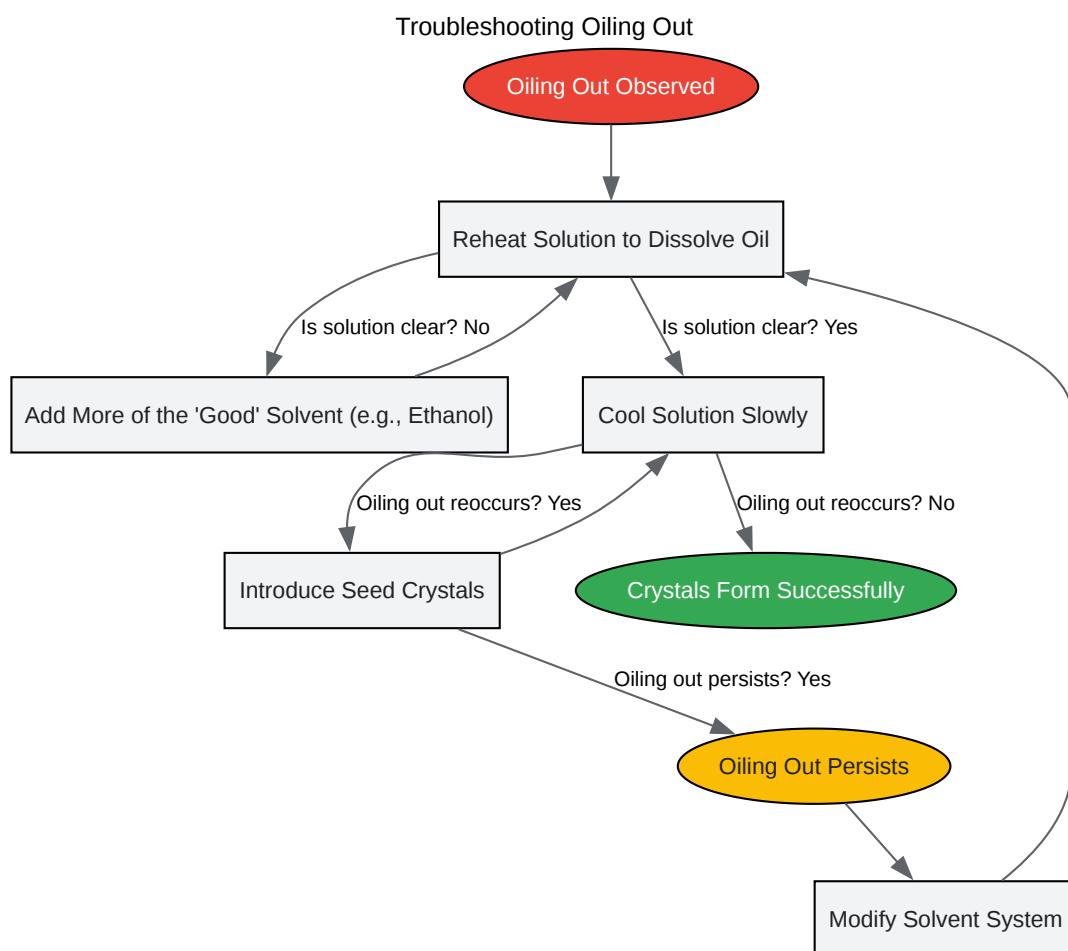 Troubleshooting Oiling Out
Oiling Out Observed
Reheat Solution to Dissolve Oil
Is solution clear? No
Is solution clear? Yes
Add More of the 'Good' Solvent (e.g., Ethanol)
Cool Solution Slowly
Oiling out reoccurs? Yes
Oiling out reoccurs? No
Introduce Seed Crystals
Crystals Form Successfully
Oiling out persists? Yes
Oiling Out Persists
Modify Solvent System